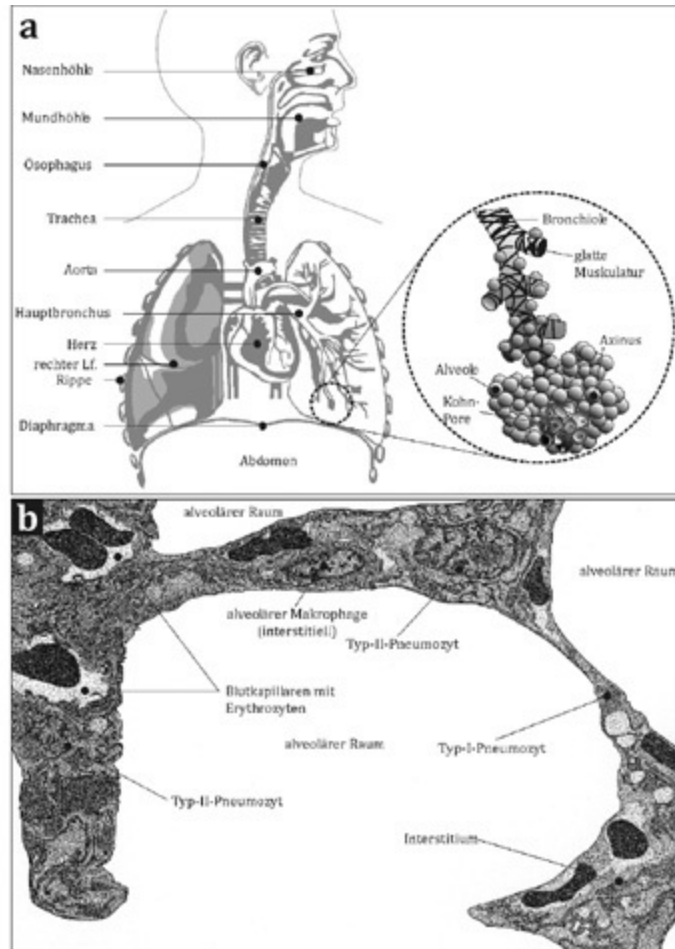 a
Nasenhöhle
Mundhöhle
Ösophagus
Trachea
Aorta
Hauptbronchus
Herz
rechter Lf.
Rippe
Diaphragma
Abdomen
Bronchiole
glatte
Muskulatur
Axinus
Alveole
Kohn-
Pore
b
alveolärer Raum
alveolärer Raum
alveolärer Makrophage
(interstitiell)
Typ-II-Pneumozyt
Blutkapillaren mit
Erythrozyten
alveolärer Raum
Typ-I-Pneumozyt
Typ-II-Pneumozyt
Interstitium